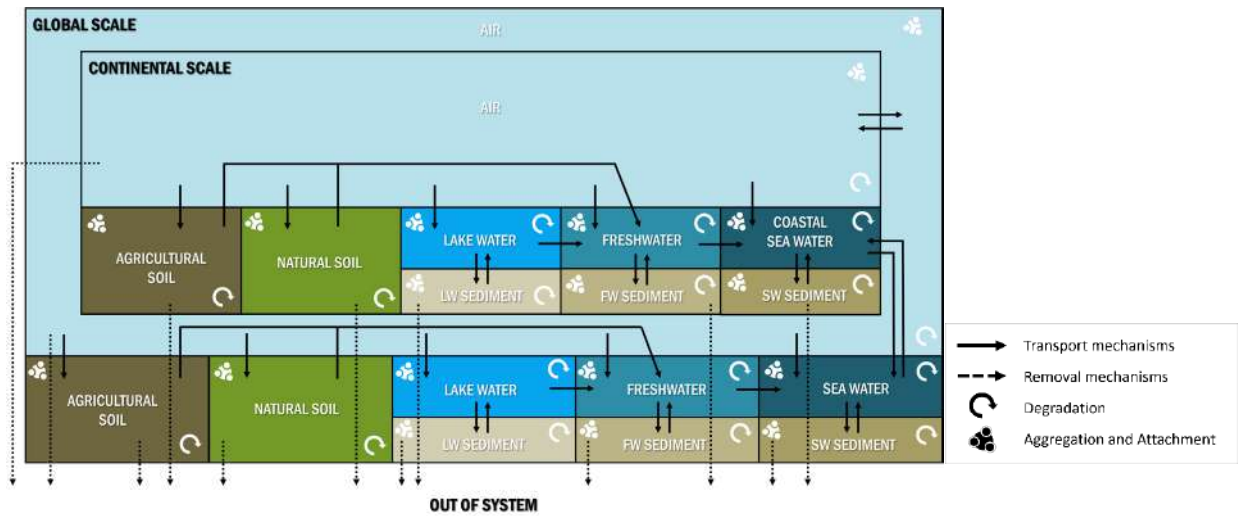 GLOBAL SCALE
AIR
CONTINENTAL SCALE
AIR
AGRICULTURAL
SOIL
NATURAL SOIL
LAKE WATER
LW SEDIMENT
FRESHWATER
FW SEDIMENT
COASTAL
SEA WATER
SW SEDIMENT
AGRICULTURAL
SOIL
NATURAL SOIL
LAKE WATER
LW SEDIMENT
FRESHWATER
FW SEDIMENT
SEA WATER
SW SEDIMENT
OUT OF SYSTEM
Transport mechanisms
Removal mechanisms
Degradation
Aggregation and Attachment